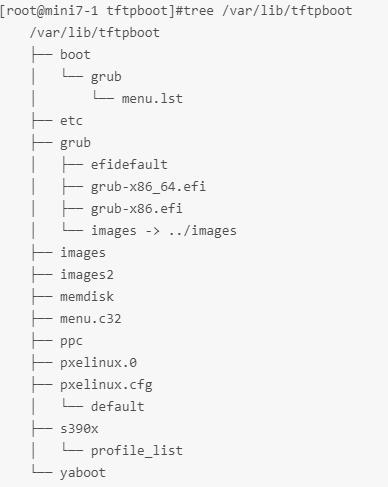 [root@mini7-1 tftpboot]#tree /var/lib/tftpboot
    /var/lib/tftpboot
    ├── boot
    │   └── grub
    │       └── menu.lst
    ├── etc
    ├── grub
    │   ├── efidefault
    │   ├── grub-x86_64.efi
    │   ├── grub-x86.efi
    │   └── images -> ../images
    ├── images
    ├── images2
    ├── memdisk
    ├── menu.c32
    ├── ppc
    ├── pxelinux.0
    ├── pxelinux.cfg
    │   └── default
    ├── s390x
    │   └── profile_list
    └── yaboot